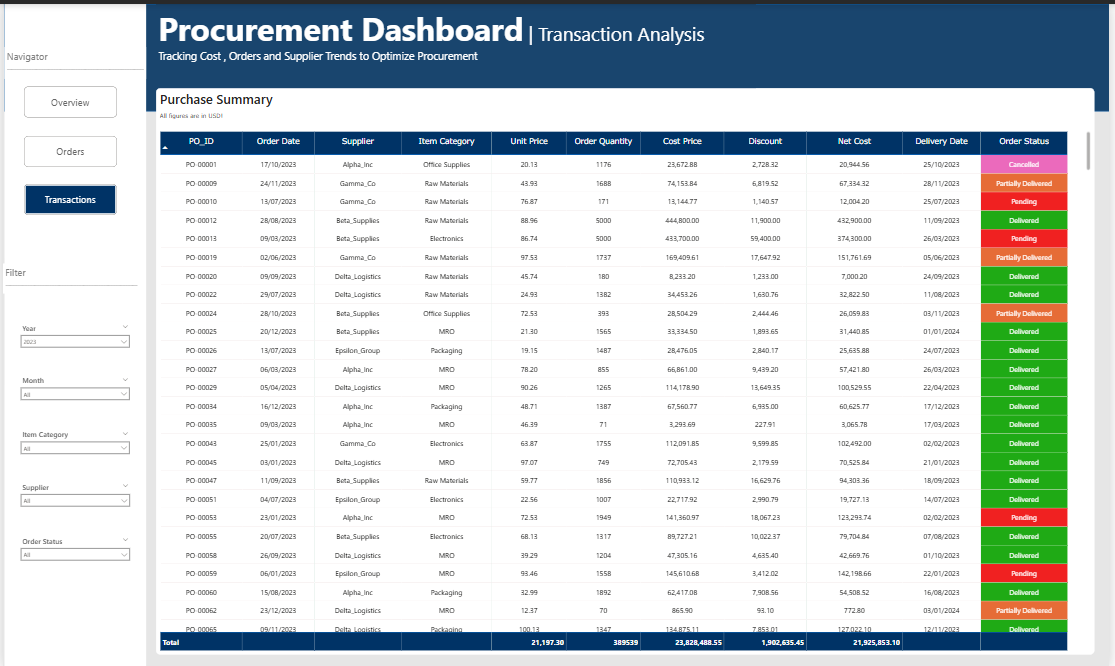 Procurement Dashboard | Transaction Analysis
Tracking Cost , Orders and Supplier Trends to Optimize Procurement
Navigator
Overview
Orders
Transactions
Filter
Year
2023
Month
All
Item Category
All
Supplier
All
Order Status
All
Purchase Summary
All figures are in USD!
PO_ID Order Date Supplier Item Category Unit Price Order Quantity Cost Price Discount Net Cost Delivery Date Order Status
PO-00001 17/10/2023 Alpha_Inc Office Supplies 20.13 1176 23,672.88 2,728.32 20,944.56 25/10/2023 Cancelled
PO-00009 24/11/2023 Gamma_Co Raw Materials 43.93 1688 74,153.84 6,819.52 67,334.32 28/11/2023 Partially Delivered
PO-00010 13/07/2023 Gamma_Co Raw Materials 76.87 171 13,144.77 1,140.57 12,004.20 25/07/2023 Pending
PO-00012 28/08/2023 Beta_Supplies Raw Materials 88.96 5000 444,800.00 11,900.00 432,900.00 11/09/2023 Delivered
PO-00013 09/03/2023 Beta_Supplies Electronics 86.74 5000 433,700.00 59,400.00 374,300.00 26/03/2023 Pending
PO-00019 02/06/2023 Gamma_Co Raw Materials 97.53 1737 169,409.61 17,647.92 151,761.69 05/06/2023 Partially Delivered
PO-00020 09/09/2023 Delta_Logistics Raw Materials 45.74 180 8,233.20 1,233.00 7,000.20 24/09/2023 Delivered
PO-00022 29/07/2023 Delta_Logistics Raw Materials 24.93 1382 34,453.26 1,630.76 32,822.50 11/08/2023 Delivered
PO-00024 28/10/2023 Beta_Supplies Office Supplies 72.53 393 28,504.29 2,444.46 26,059.83 03/11/2023 Partially Delivered
PO-00025 20/12/2023 Beta_Supplies MRO 21.30 1565 33,334.50 1,893.65 31,440.85 01/01/2024 Delivered
PO-00026 13/07/2023 Epsilon_Group Packaging 19.15 1487 28,476.05 2,840.17 25,635.88 24/07/2023 Delivered
PO-00027 06/03/2023 Alpha_Inc MRO 78.20 855 66,861.00 9,439.20 57,421.80 26/03/2023 Delivered
PO-00029 05/04/2023 Delta_Logistics MRO 90.26 1265 114,178.90 13,649.35 100,529.55 22/04/2023 Delivered
PO-00034 16/12/2023 Alpha_Inc Packaging 48.71 1387 67,560.77 6,935.00 60,625.77 17/12/2023 Delivered
PO-00035 09/03/2023 Alpha_Inc MRO 46.39 71 3,293.69 227.91 3,065.78 17/03/2023 Delivered
PO-00043 25/01/2023 Gamma_Co Electronics 63.87 1755 112,091.85 9,599.85 102,492.00 02/02/2023 Delivered
PO-00045 03/01/2023 Delta_Logistics MRO 97.07 749 72,705.43 2,179.59 70,525.84 21/01/2023 Delivered
PO-00047 11/09/2023 Beta_Supplies Raw Materials 59.77 1856 110,933.12 16,629.76 94,303.36 18/09/2023 Delivered
PO-00051 04/07/2023 Epsilon_Group Electronics 22.56 1007 22,717.92 2,990.79 19,727.13 14/07/2023 Delivered
PO-00053 23/01/2023 Alpha_Inc MRO 72.53 1949 141,360.97 18,067.23 123,293.74 02/02/2023 Pending
PO-00055 20/07/2023 Beta_Supplies Electronics 68.13 1317 89,727.21 10,022.37 79,704.84 07/08/2023 Delivered
PO-00058 26/09/2023 Delta_Logistics MRO 39.29 1204 47,305.16 4,635.40 42,669.76 01/10/2023 Delivered
PO-00059 06/01/2023 Epsilon_Group MRO 93.46 1558 145,610.68 3,412.02 142,198.66 22/01/2023 Pending
PO-00060 15/08/2023 Alpha_Inc Packaging 32.99 1892 62,417.08 7,908.56 54,508.52 16/08/2023 Delivered
PO-00062 23/12/2023 Delta_Logistics MRO 12.37 70 865.90 93.10 772.80 03/01/2024 Partially Delivered
PO-00065 09/11/2023 Delta_Logistics Packaging 100.13 1347 134,875.11 7,853.01 127,022.10 12/11/2023 Delivered
Total 21,197.30 389539 23,828,488.55 1,902,635.45 21,925,853.10